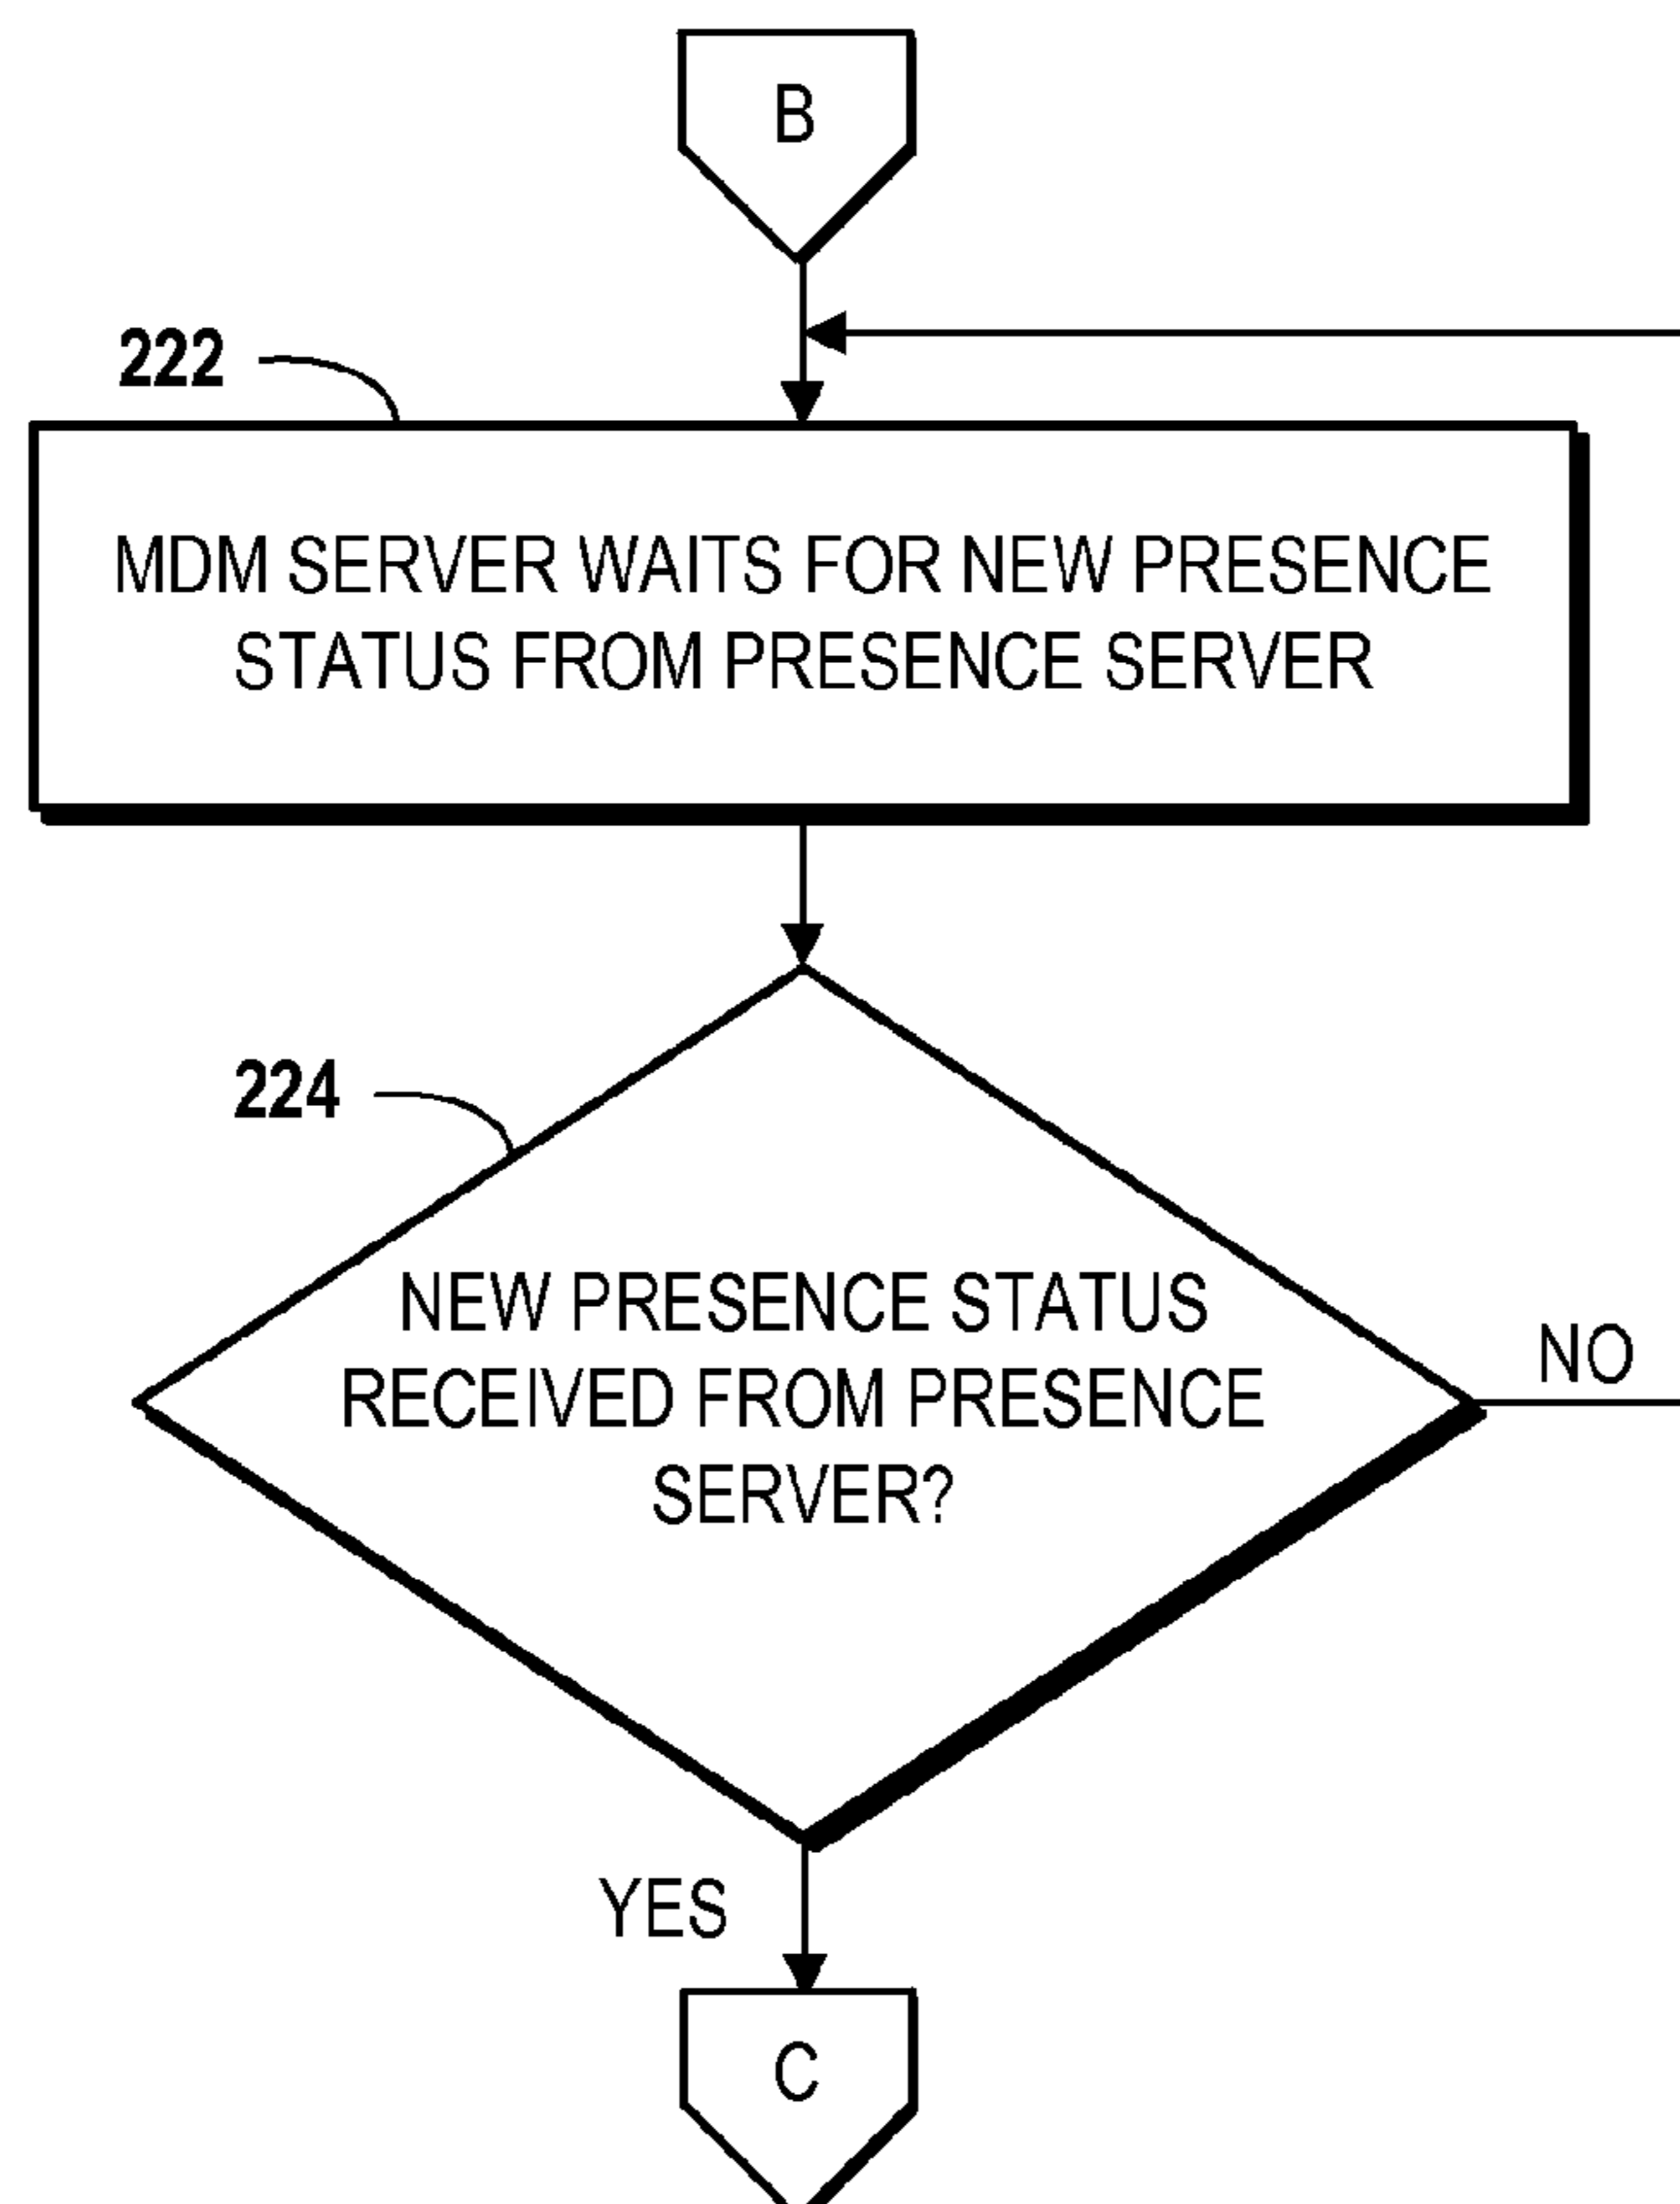 B
222
MDM SERVER WAITS FOR NEW PRESENCE
STATUS FROM PRESENCE SERVER
224
NEW PRESENCE STATUS
RECEIVED FROM PRESENCE
SERVER?
NO
YES
C